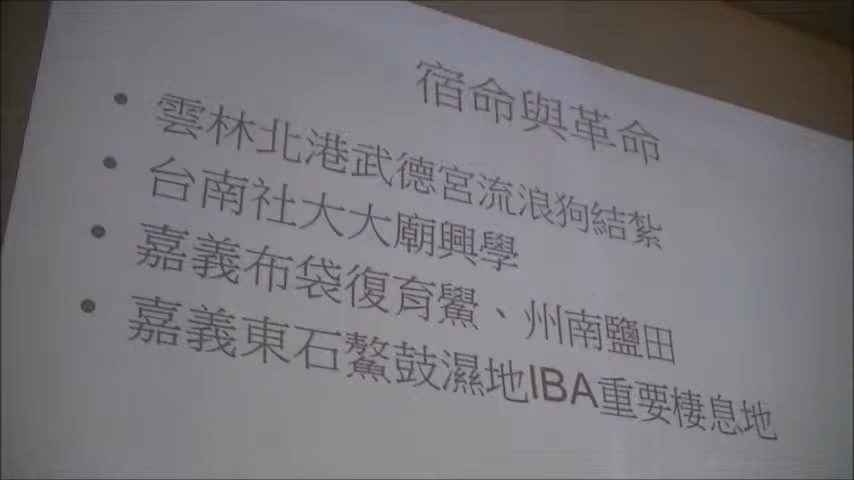 宿命與革命
• 雲林北港武德宮流浪狗結紮
• 台南社大大廟興學
• 嘉義布袋復育鱟、州南鹽田
• 嘉義東石鰲鼓濕地IBA重要棲息地